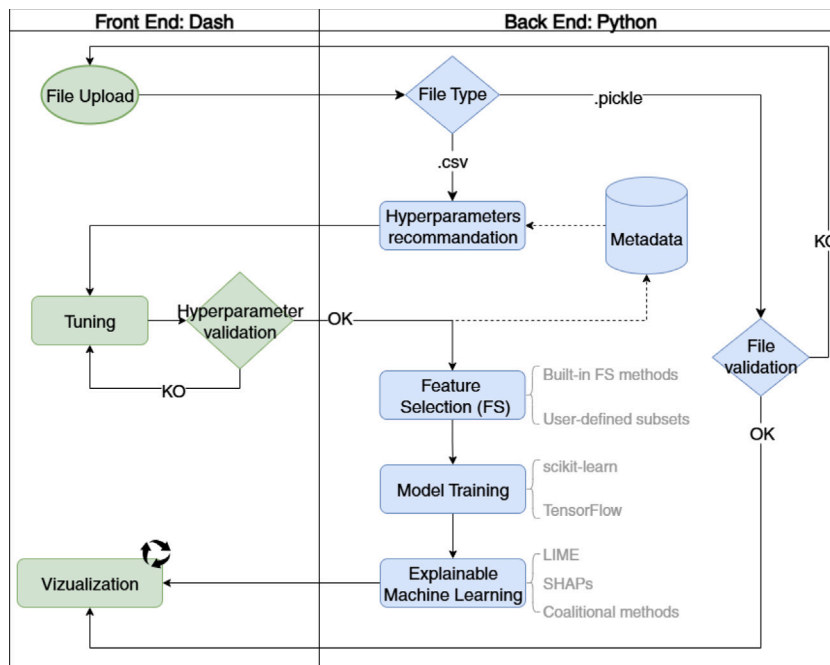 Front End: Dash
Back End: Python
File Upload
File Type
.pickle
.csv
Hyperparameters
recommandation
Metadata
KO
Tuning
Hyperparameter
validation
OK
KO
File
validation
Feature
Selection (FS)
Built-in FS methods
User-defined subsets
OK
Model Training
scikit-learn
TensorFlow
Vizualization
Explainable
Machine Learning
LIME
SHAPs
Coalitional methods